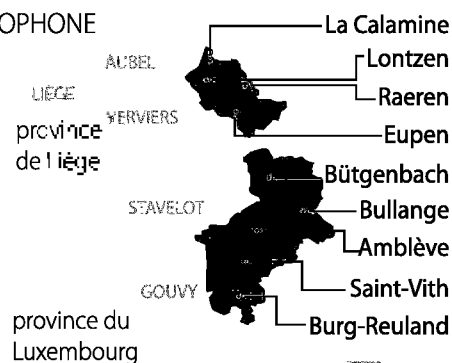 OPHONE
La Calamine
AUBEL
Lontzen
LIEGE
Raeren
VERVIERS
province
Eupen
de Liège
Bütgenbach
STAVELOT
Bullange
Amblève
GOUVY
Saint-Vith
province du
Burg-Reuland
Luxembourg